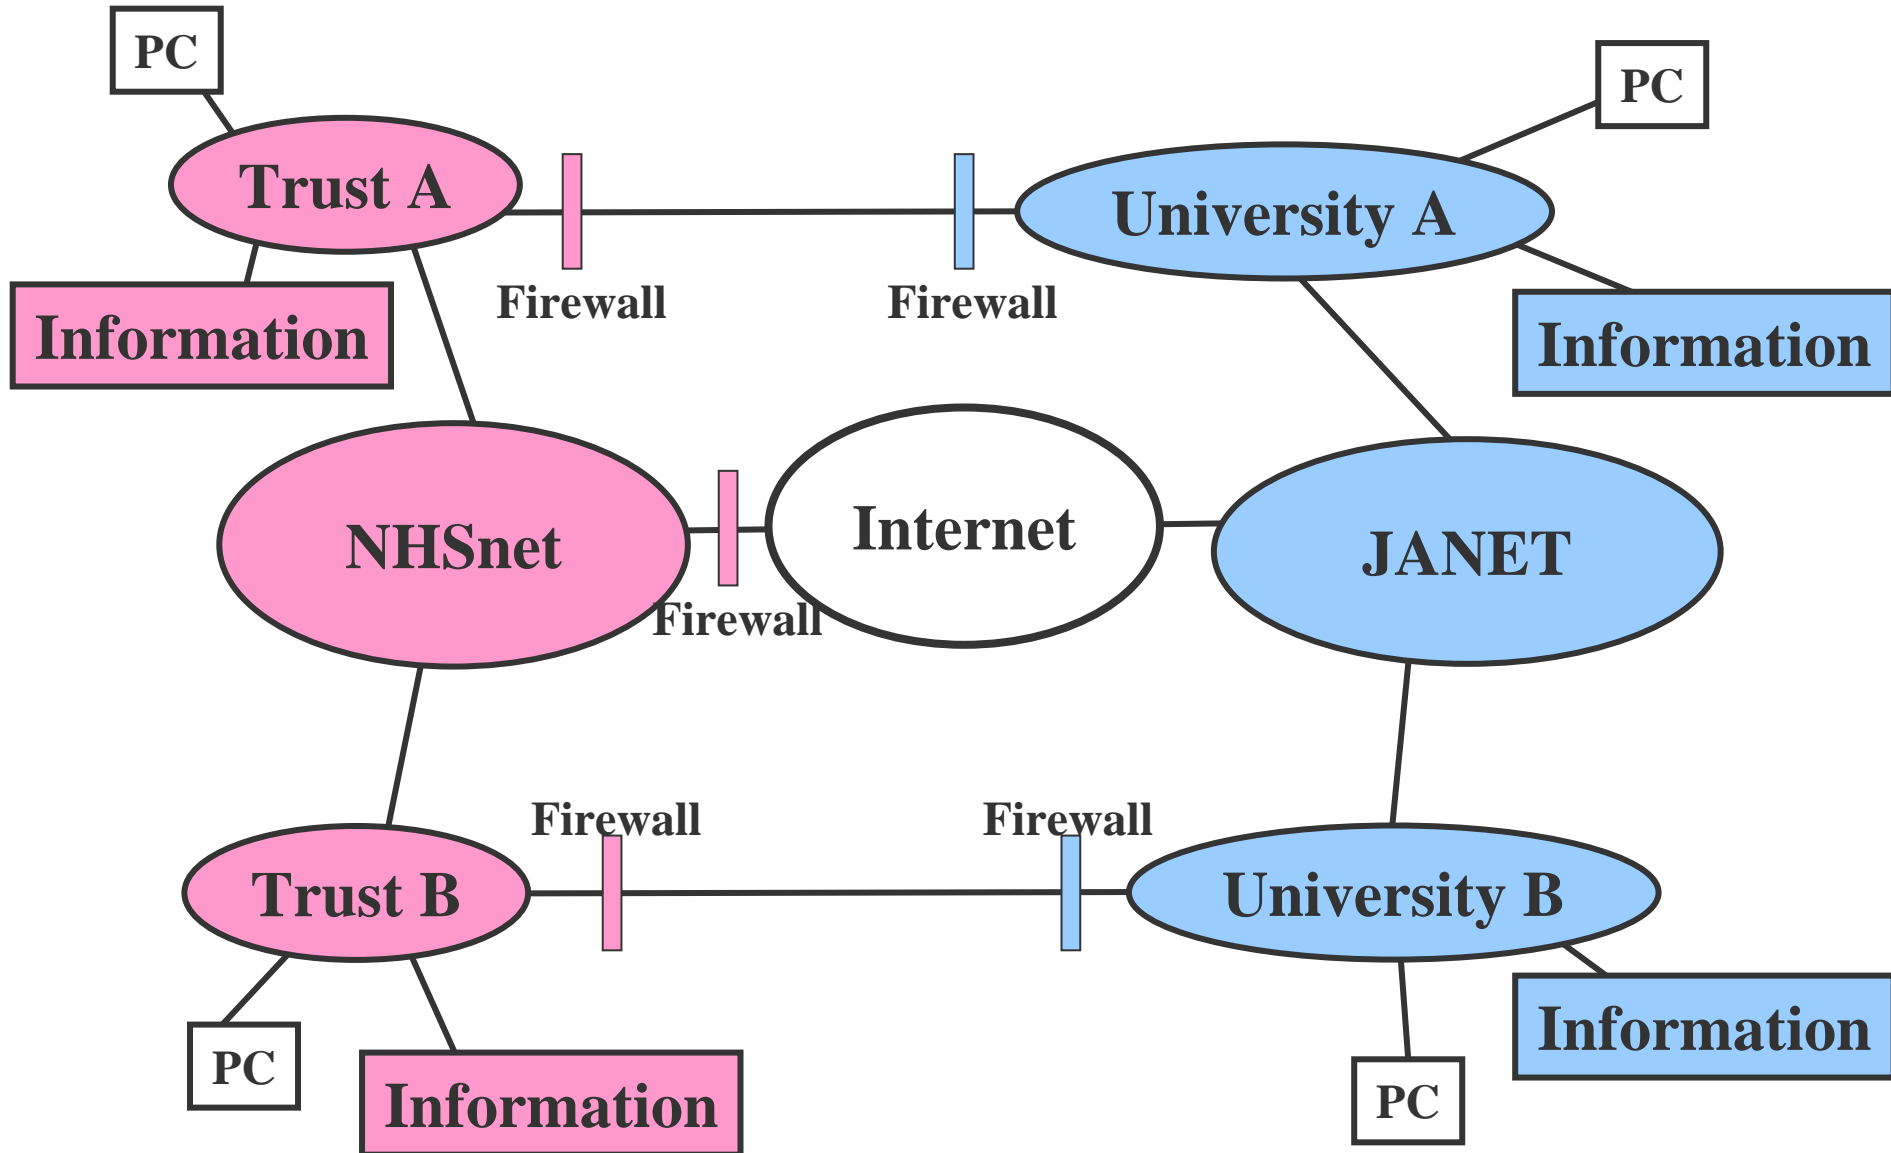 PC
PC
Trust A
University A
Firewall
Firewall
Information
Information
NHSnet
Internet
JANET
Firewall
Firewall
Firewall
Trust B
University B
Information
PC
Information
PC